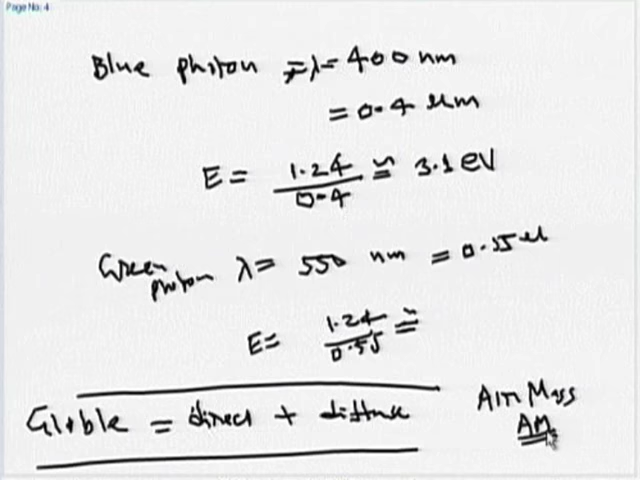 Page No: 4
Blue photon ⇒ λ = 400 nm
= 0.4 μm
E = 1.24 / 0.4 ≅ 3.1 eV
Green photon λ = 550 nm = 0.55 μ
E = 1.24 / 0.55 ≅
Globle = direct + diffuse
Air Mass
AM